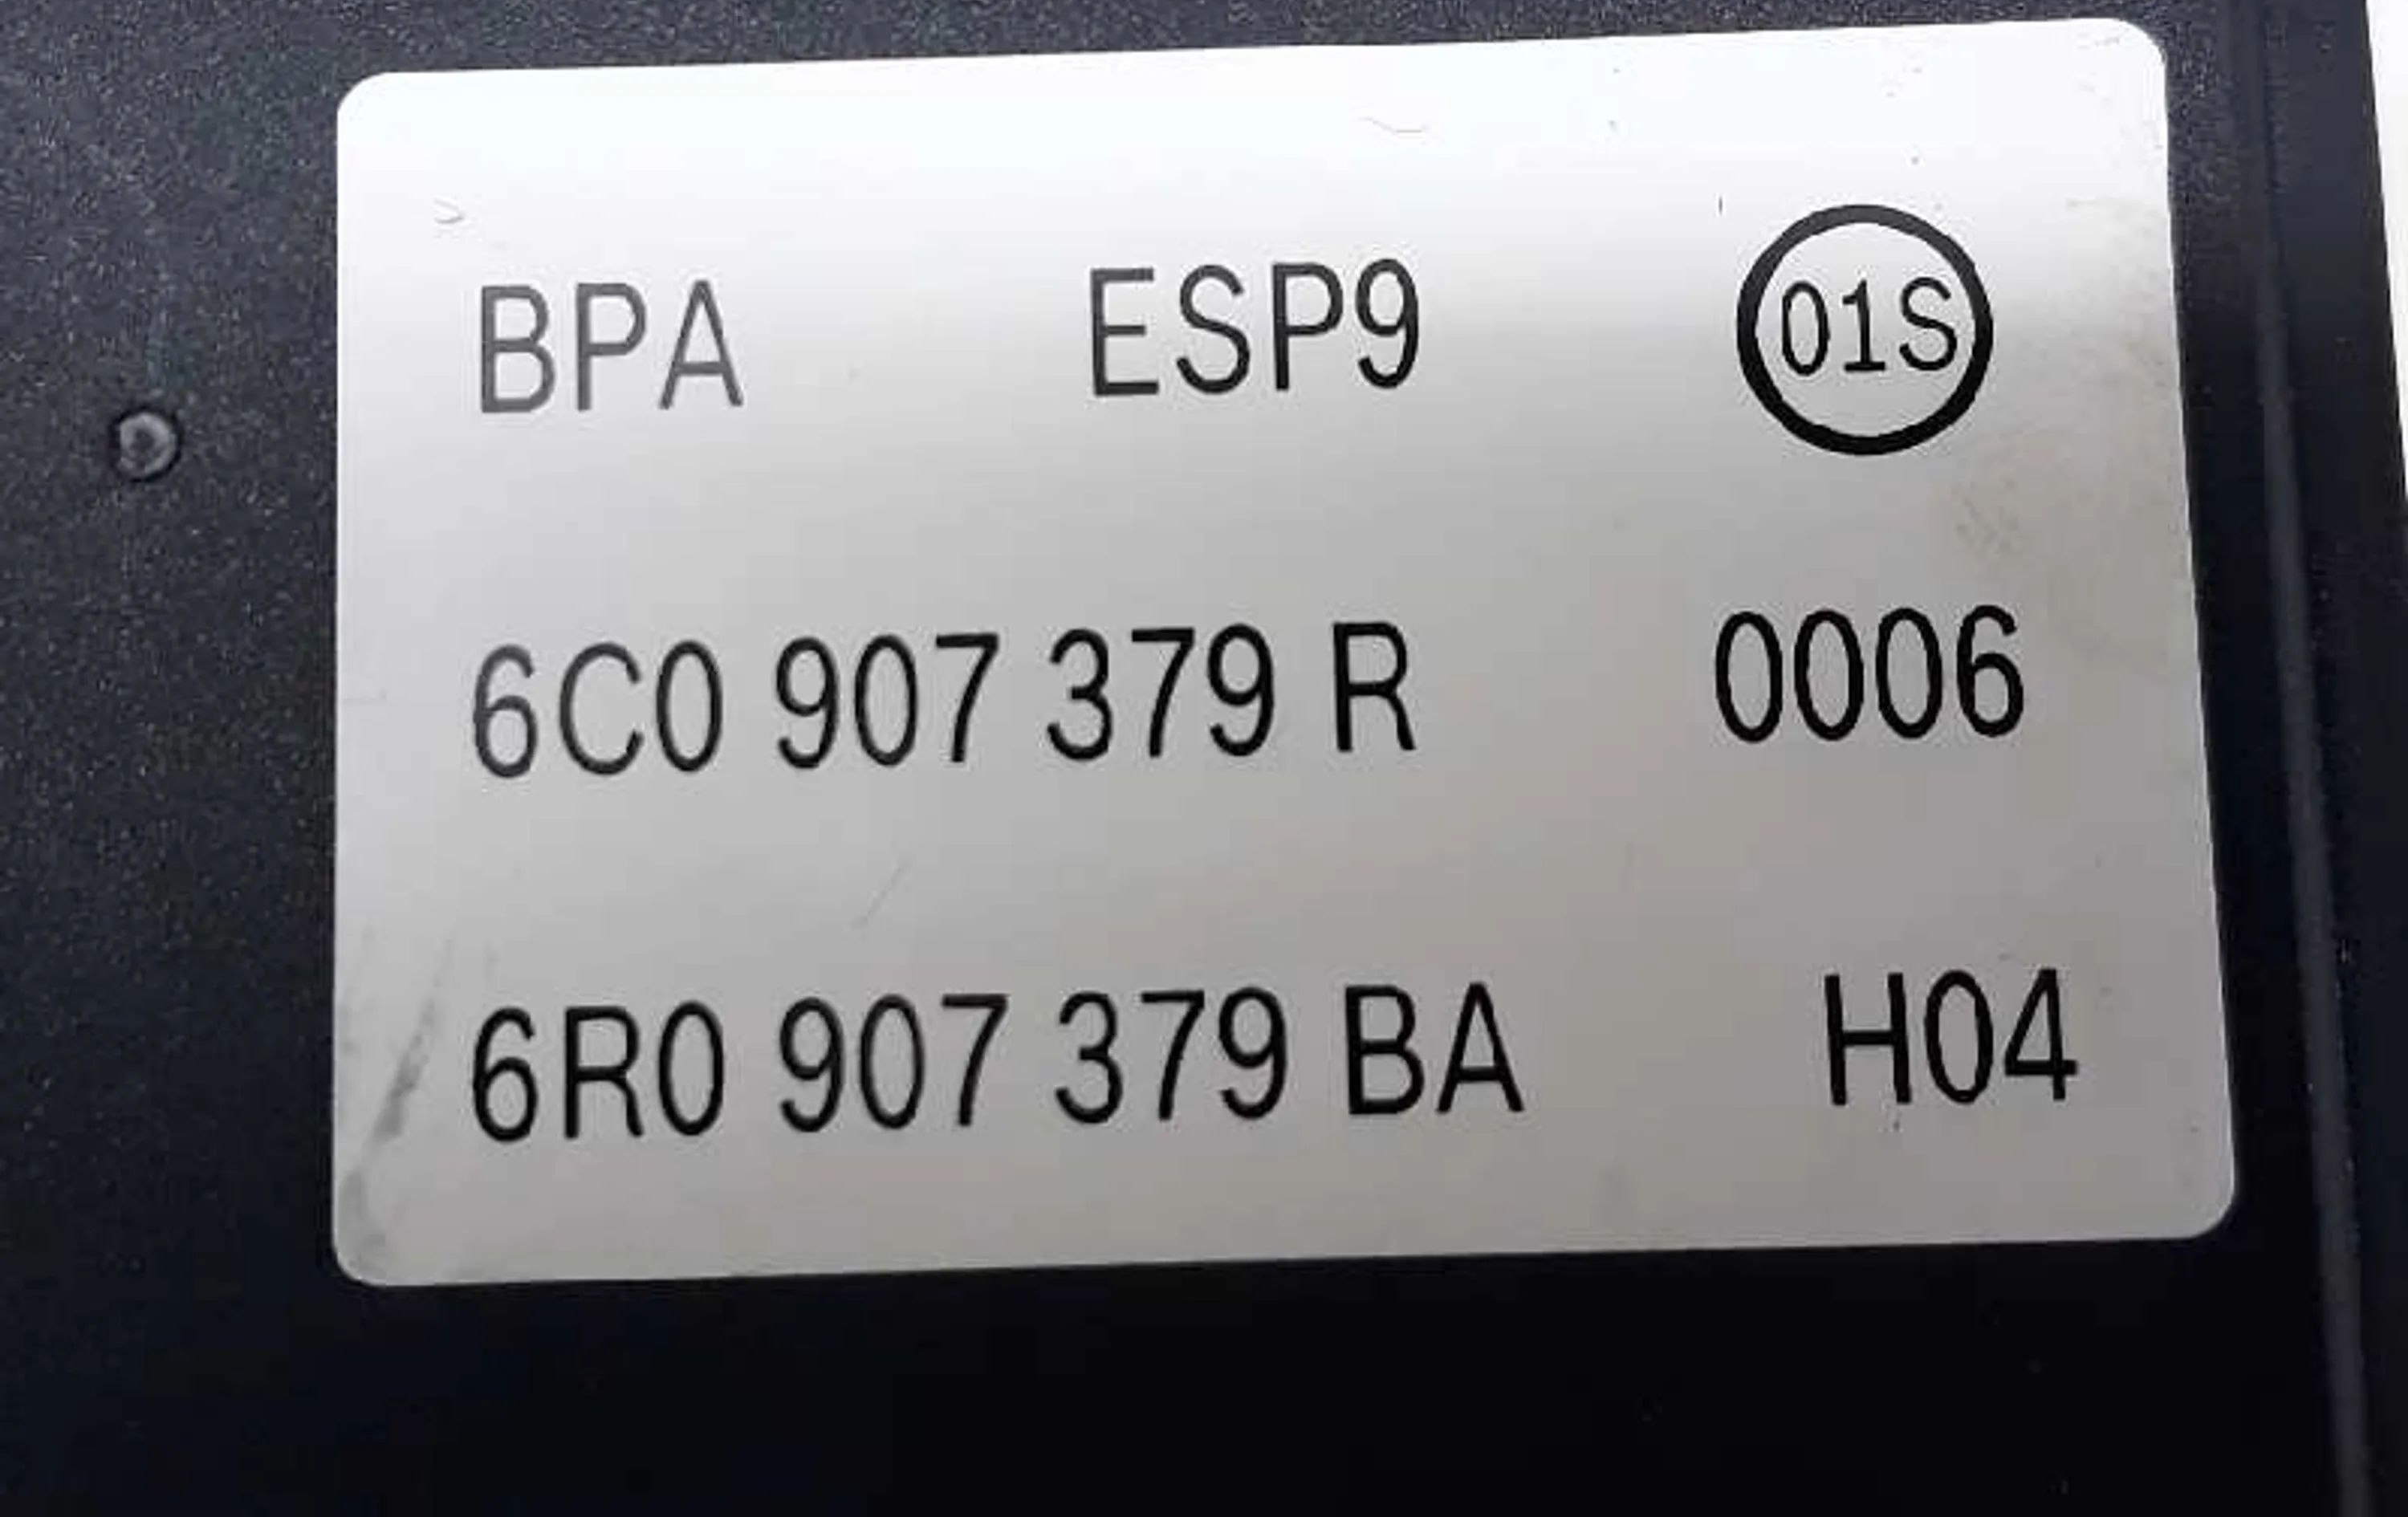 BPA ESP9 01S
6C0 907 379 R 0006
6R0 907 379 BA H04